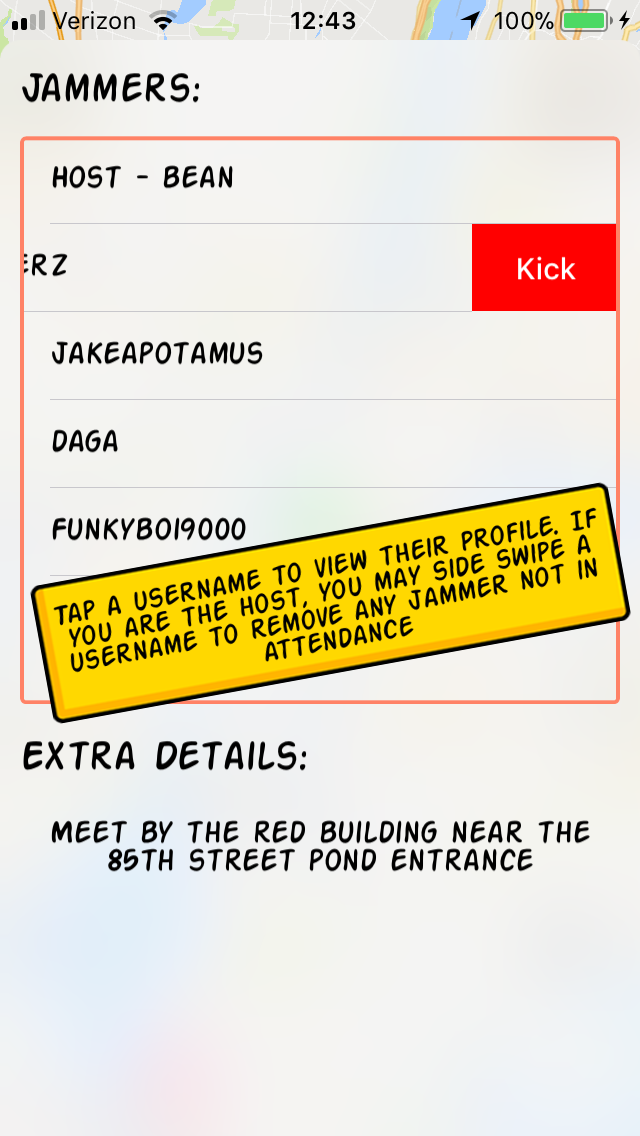 Verizon 12:43 100%
JAMMERS:
HOST - BEAN
ERZ Kick
JAKEAPOTAMUS
DAGA
FUNKYBOI9000
TAP A USERNAME TO VIEW THEIR PROFILE. IF
YOU ARE THE HOST, YOU MAY SIDE SWIPE A
USERNAME TO REMOVE ANY JAMMER NOT IN
ATTENDANCE
EXTRA DETAILS:
MEET BY THE RED BUILDING NEAR THE
85TH STREET POND ENTRANCE